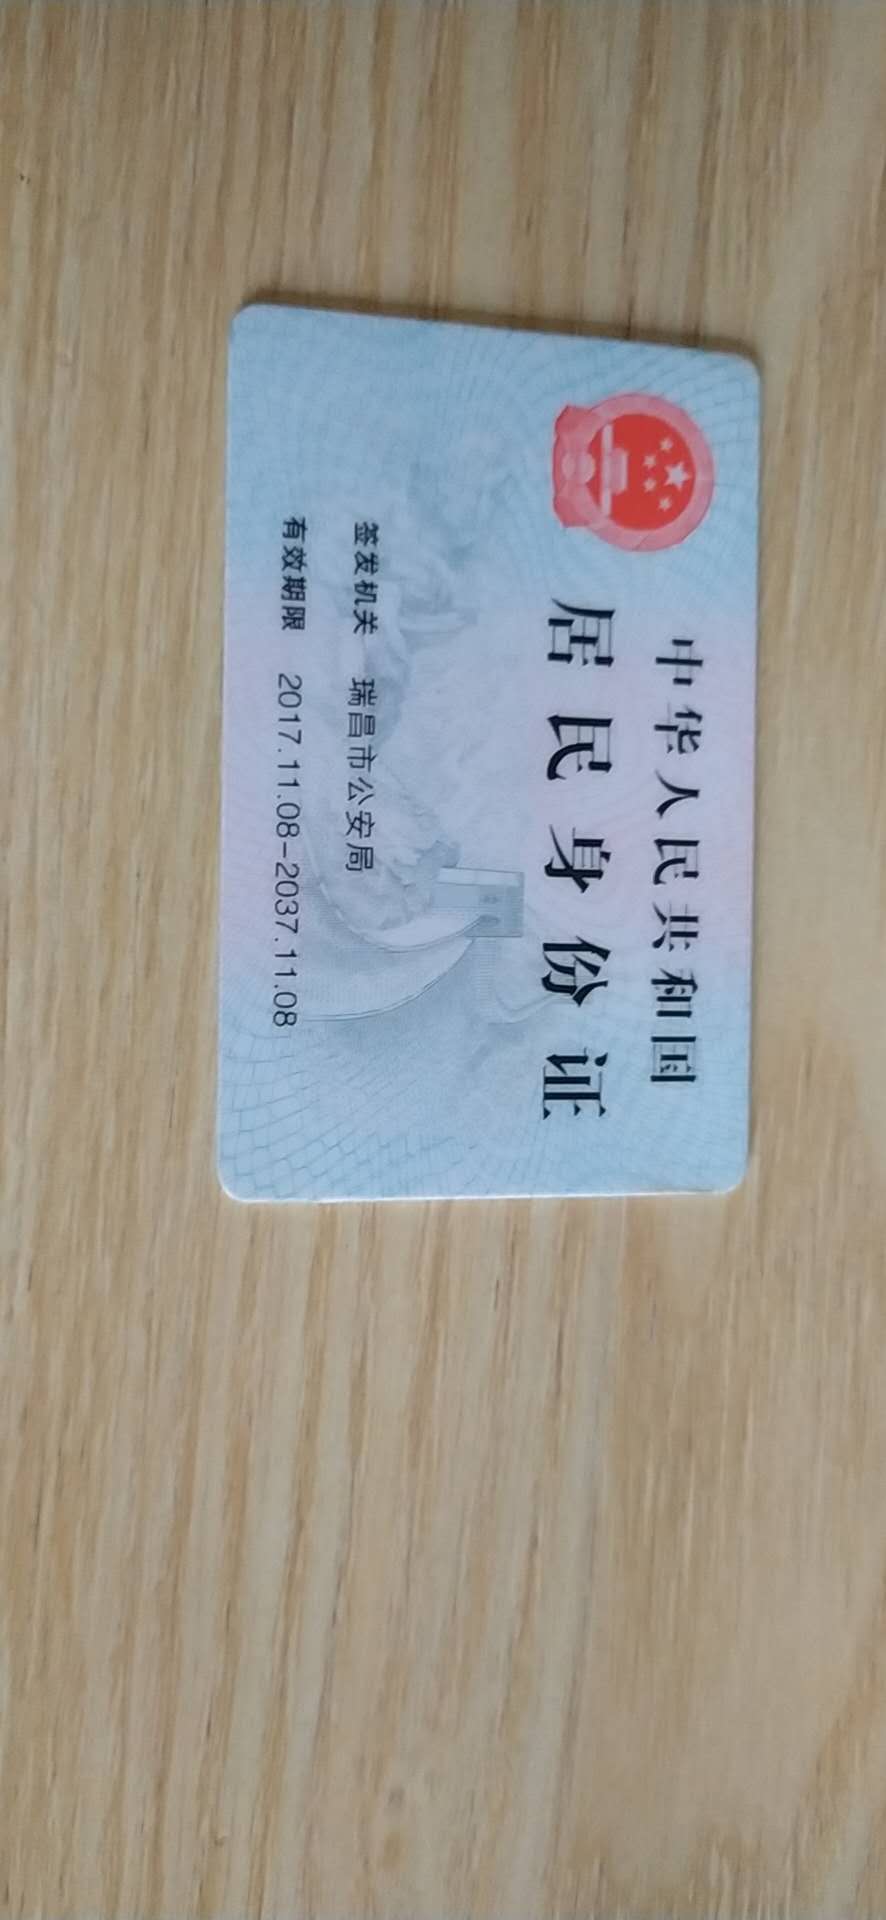 中华人民共和国
居民身份证
签发机关 瑞昌市公安局
有效期限 2017.11.08-2037.11.08